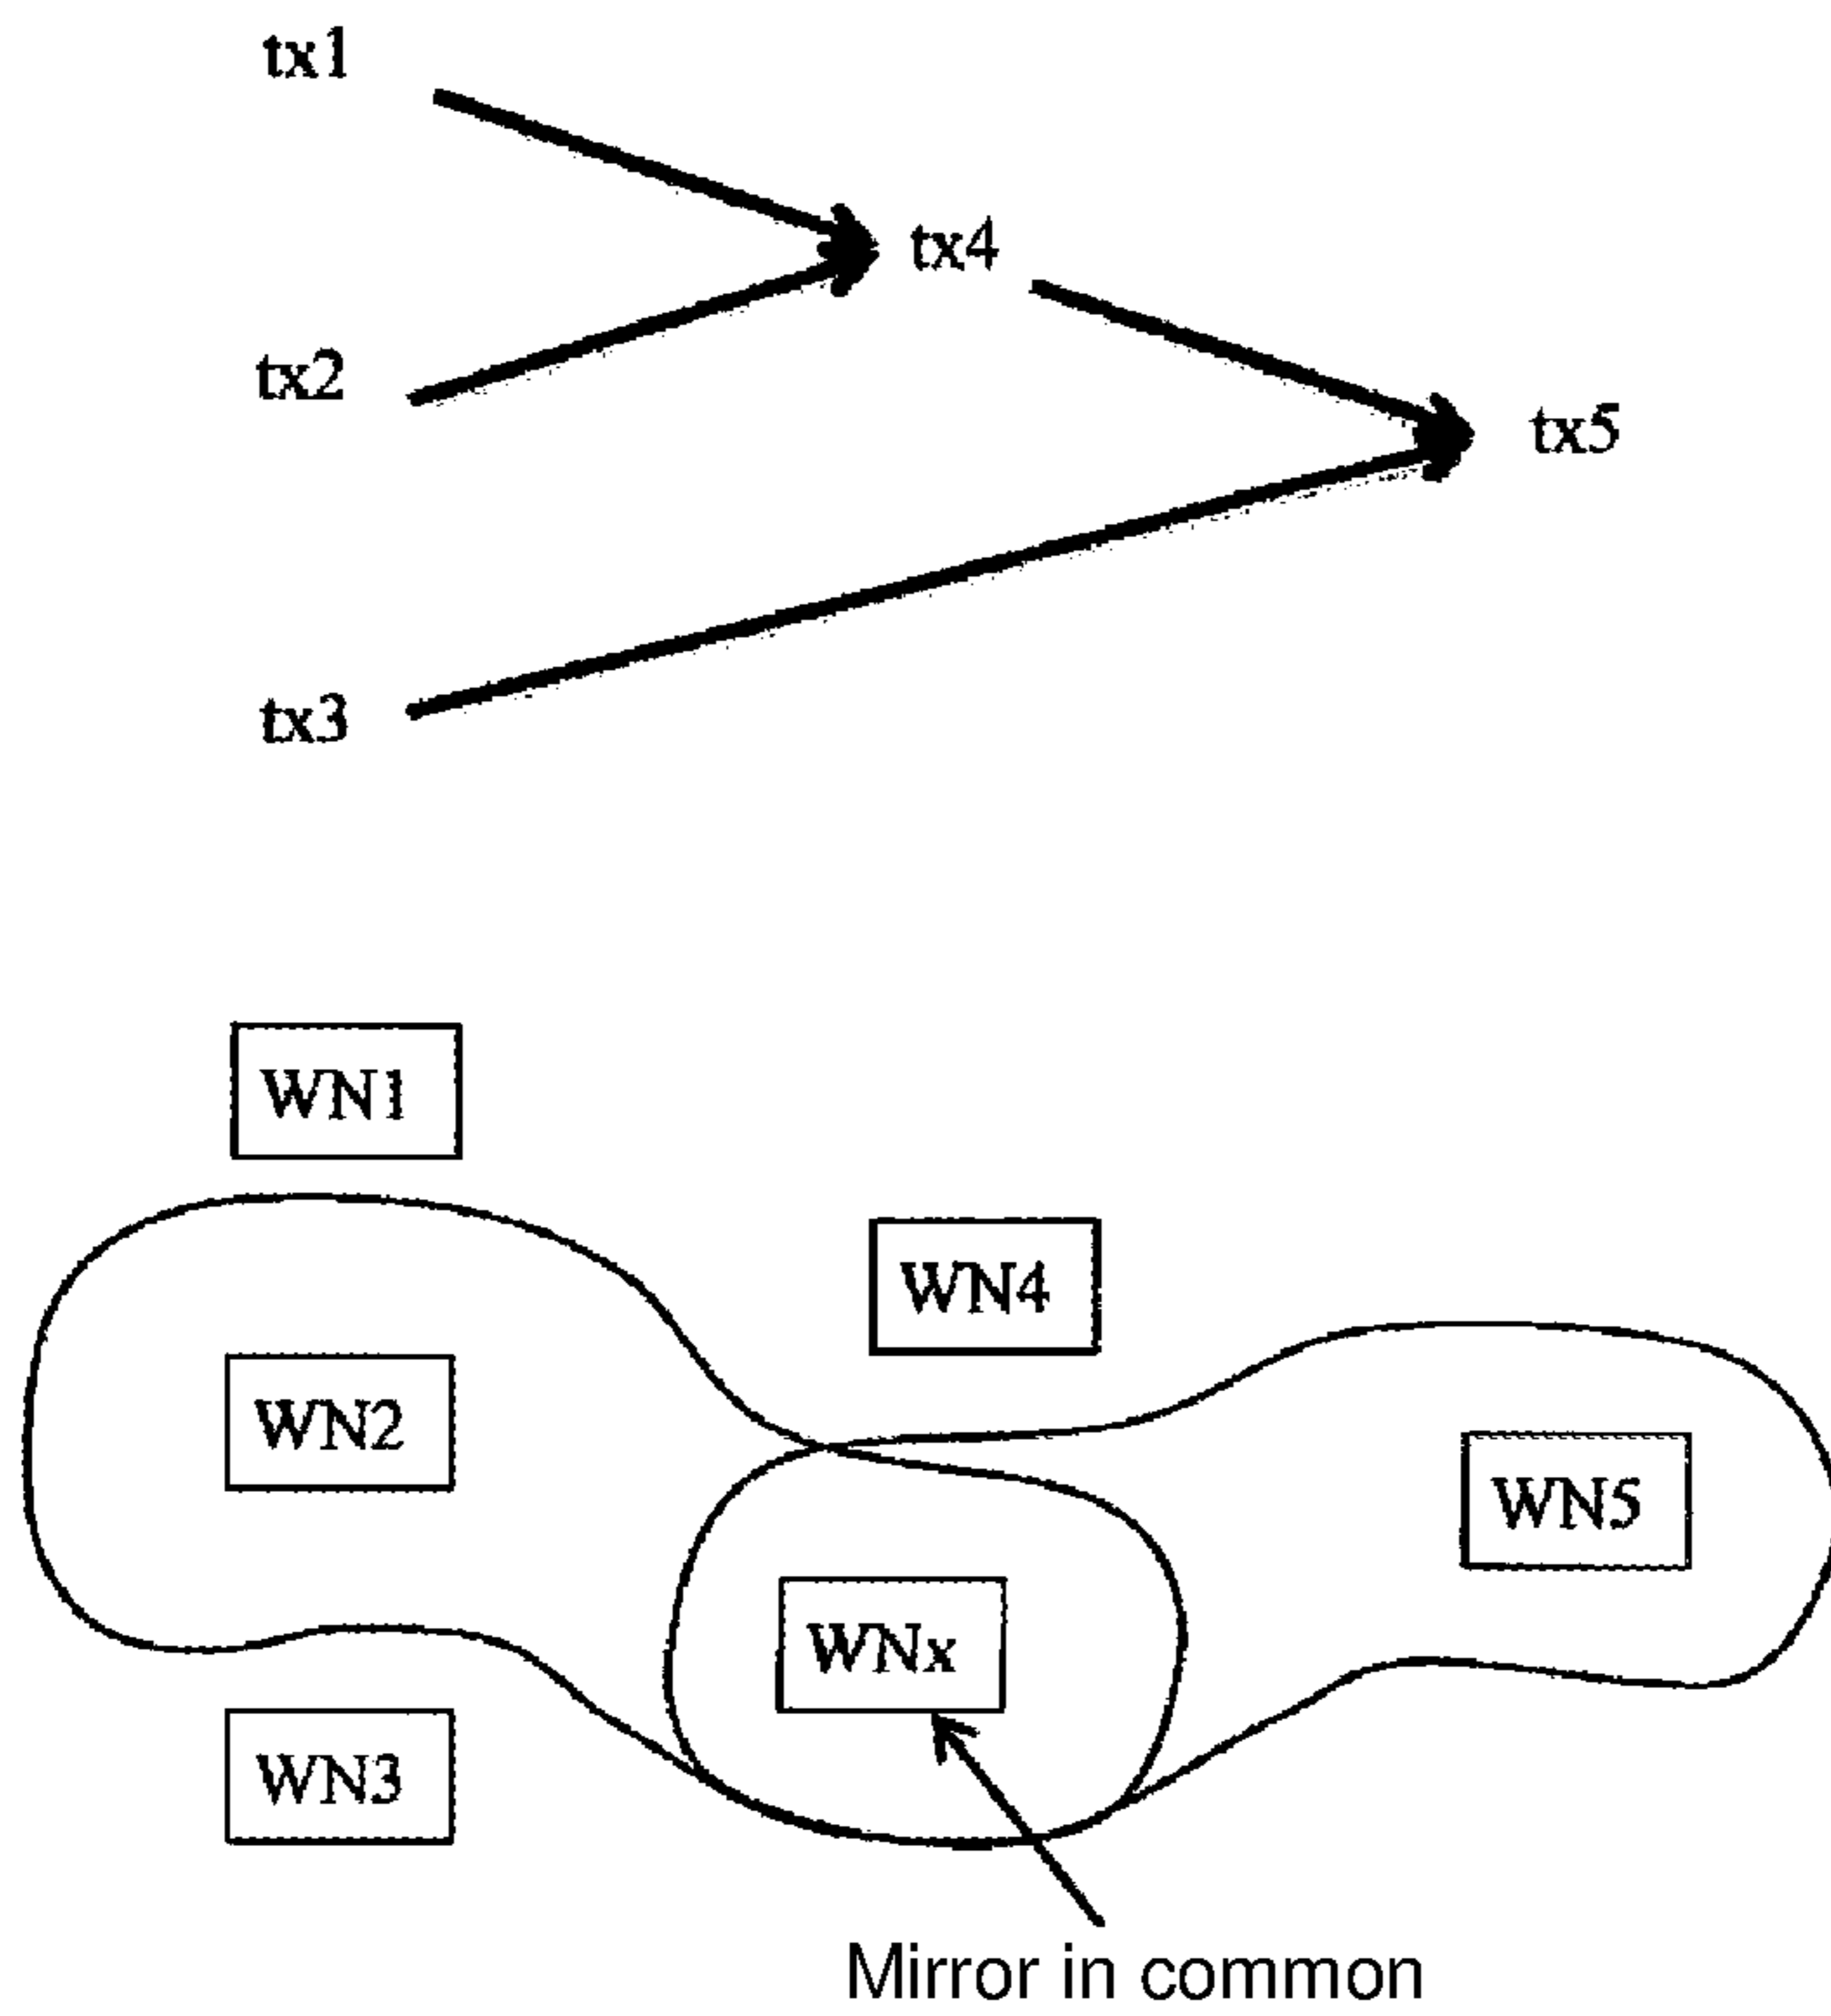 tx1
tx4
tx2
tx5
tx3
WN1
WN4
WN2
WN5
WNx
WN3
Mirror in common